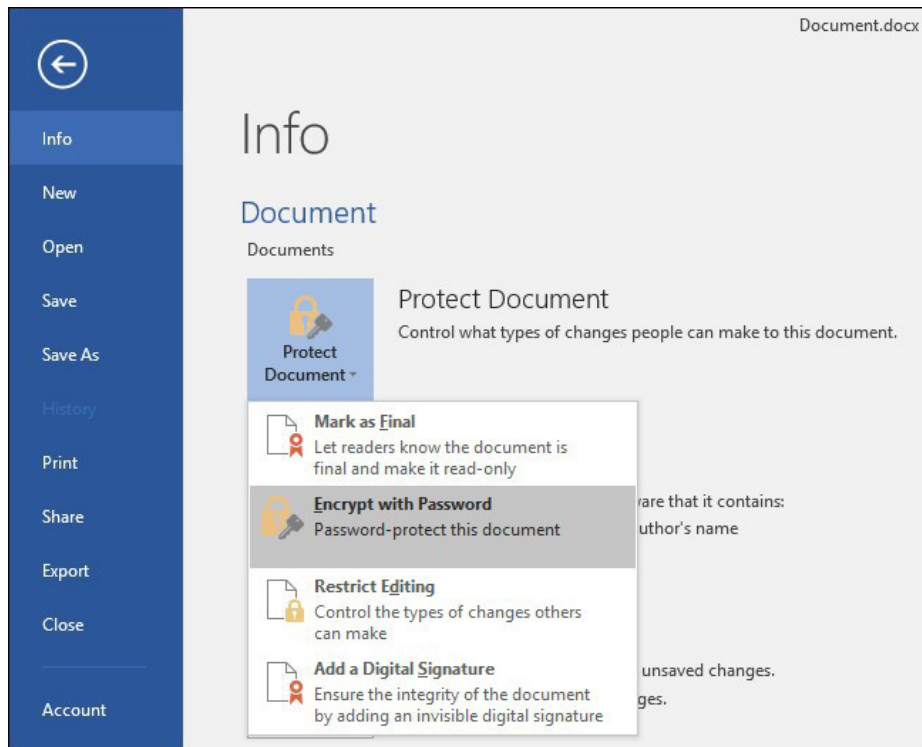 Document.docx
Info
New
Open
Save
Save As
History
Print
Share
Export
Close
Account
Info
Document
Documents
Protect
Document
Protect Document
Control what types of changes people can make to this document.
Mark as Final
Let readers know the document is
final and make it read-only
Encrypt with Password
Password-protect this document
Restrict Editing
Control the types of changes others
can make
Add a Digital Signature
Ensure the integrity of the document
by adding an invisible digital signature
that it contains:
name
unsaved changes.